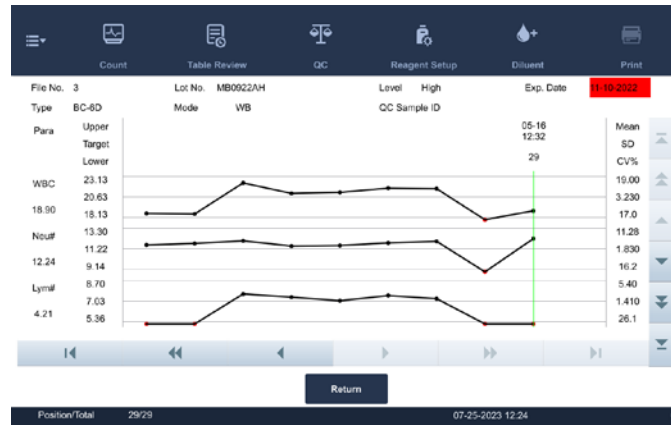 Count Table Review QC Reagent Setup Diluent Print
File No. 3 Lot No. MB0922AH Level High Exp. Date 11-10-2022
Type BC-6D Mode WB QC Sample ID
Para Upper 05-16 Mean
Target 12:32 SD
Lower 29 CV%
WBC 23.13 19.00
20.63 3.230
18.90 18.13 17.0
Neu# 13.30 11.28
11.22 1.830
12.24 9.14 16.2
Lym# 8.70 5.40
7.03 1.410
4.21 5.36 26.1
Return
Position/Total 29/29 07-25-2023 12:24